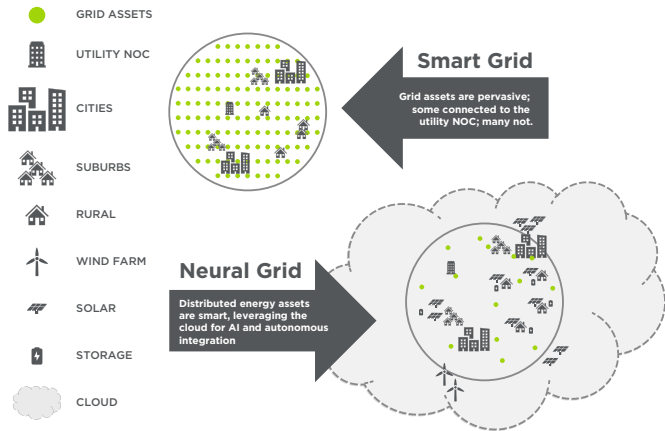 GRID ASSETS
UTILITY NOC
CITIES
SUBURBS
RURAL
WIND FARM
SOLAR
STORAGE
CLOUD
Smart Grid
Grid assets are pervasive;
some connected to the
utility NOC; many not.
Neural Grid
Distributed energy assets
are smart, leveraging the
cloud for AI and autonomous
integration